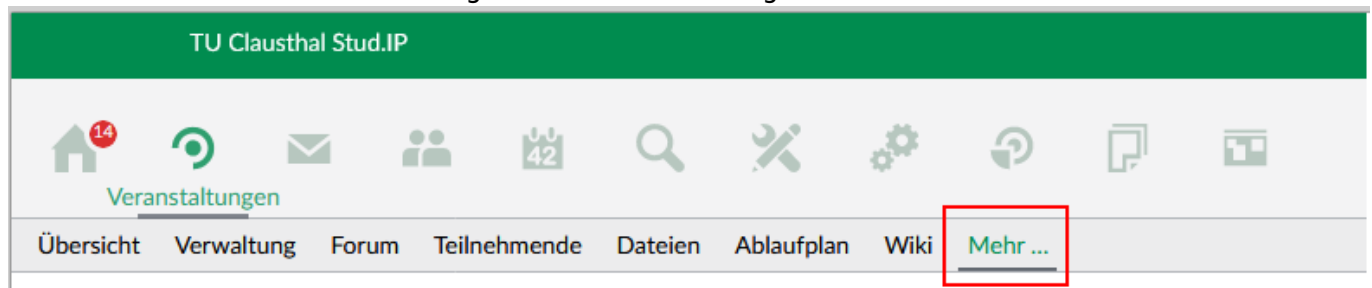 TU Clausthal Stud.IP
14
42
Veranstaltungen
Übersicht Verwaltung Forum Teilnehmende Dateien Ablaufplan Wiki Mehr ...